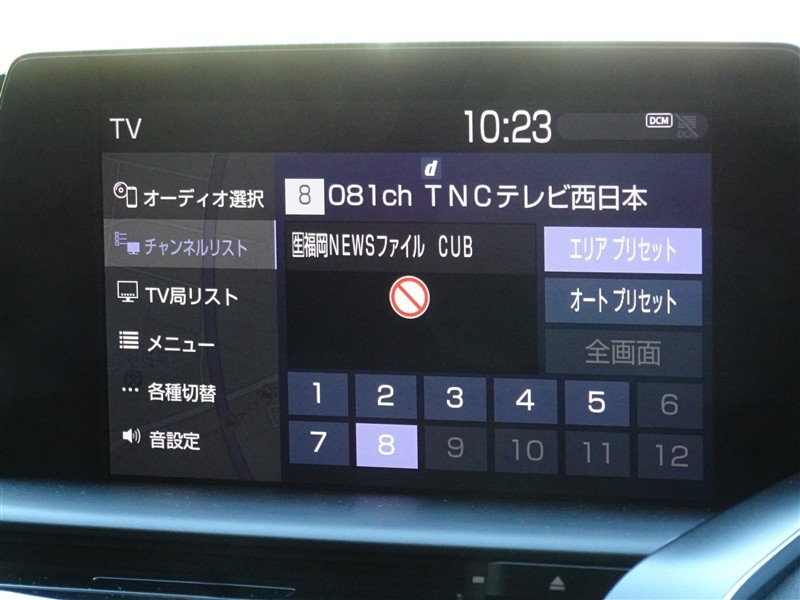 TV
10:23
DCM
オーディオ選択
チャンネルリスト
TV局リスト
メニュー
各種切替
音設定
d
8 081ch TNCテレビ西日本
生福岡NEWSファイル CUB
エリア プリセット
オート プリセット
全画面
1 2 3 4 5 6
7 8 9 10 11 12